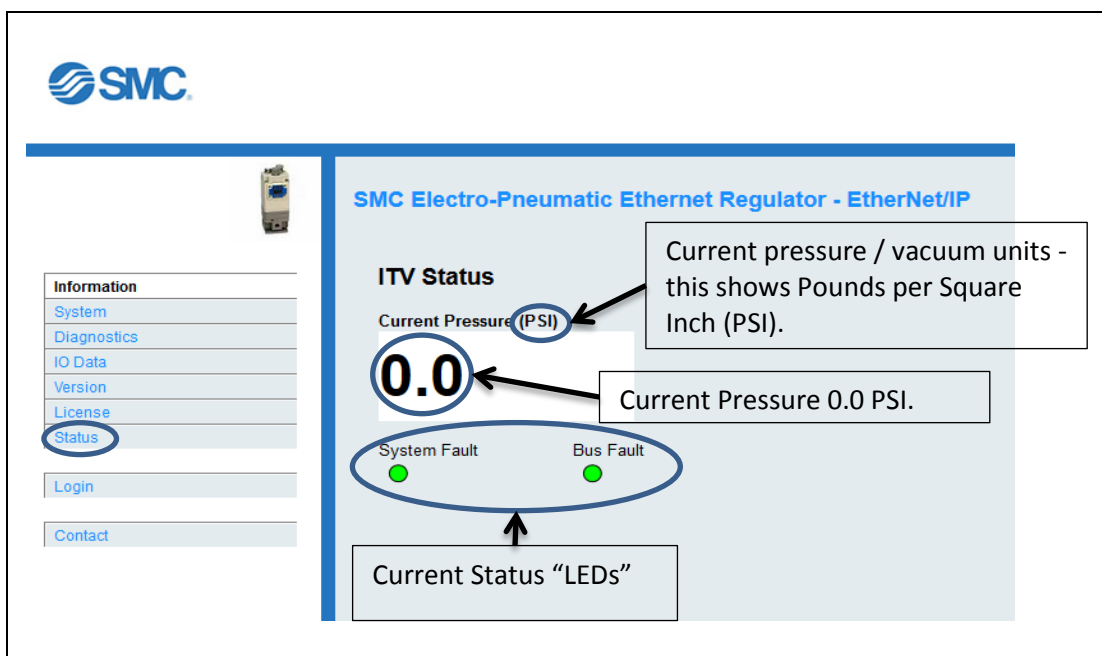 SMC.
SMC Electro-Pneumatic Ethernet Regulator - EtherNet/IP
Information
System
Diagnostics
IO Data
Version
License
Status
Login
Contact
ITV Status
Current Pressure (PSI)
0.0
System Fault Bus Fault
Current pressure / vacuum units -
this shows Pounds per Square
Inch (PSI).
Current Pressure 0.0 PSI.
Current Status “LEDs”